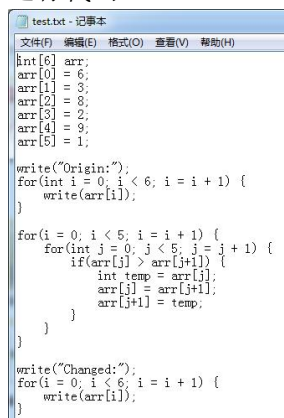 test.txt - 记事本
文件(F) 编辑(E) 格式(O) 查看(V) 帮助(H)
int[6] arr;
arr[0] = 6;
arr[1] = 3;
arr[2] = 8;
arr[3] = 2;
arr[4] = 9;
arr[5] = 1;
write("Origin:");
for(int i = 0; i < 6; i = i + 1) {
write(arr[i]);
}
for(i = 0; i < 5; i = i + 1) {
for(int j = 0; j < 5; j = j + 1) {
if(arr[j] > arr[j+1]) {
int temp = arr[j];
arr[j] = arr[j+1];
arr[j+1] = temp;
}
}
}
write("Changed:");
for(i = 0; i < 6; i = i + 1) {
write(arr[i]);
}